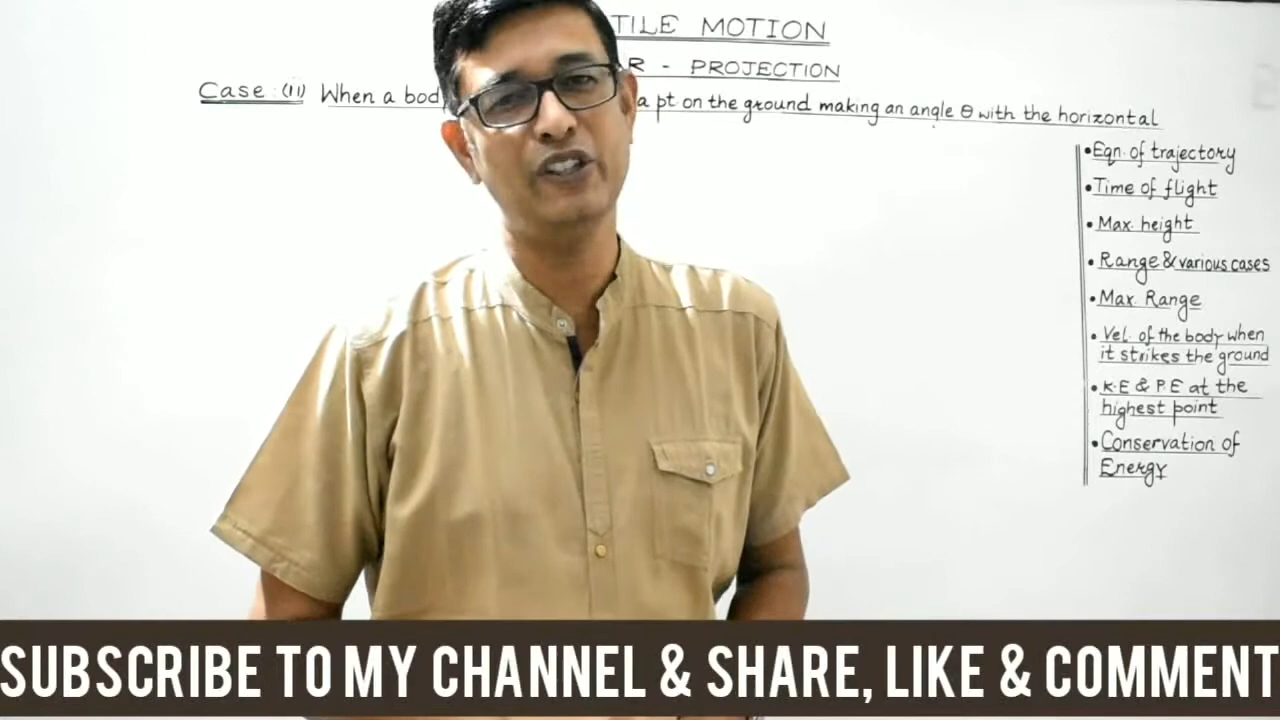 TILE MOTION
R - PROJECTION
Case:(ii) When a bod a pt on the ground making an angle θ with the horizontal
• Eqn. of trajectory
• Time of flight
• Max. height
• Range & various cases
• Max. Range
• Vel. of the body when
it strikes the ground
• K.E & P.E at the
highest point
• Conservation of
Energy
SUBSCRIBE TO MY CHANNEL & SHARE, LIKE & COMMENT